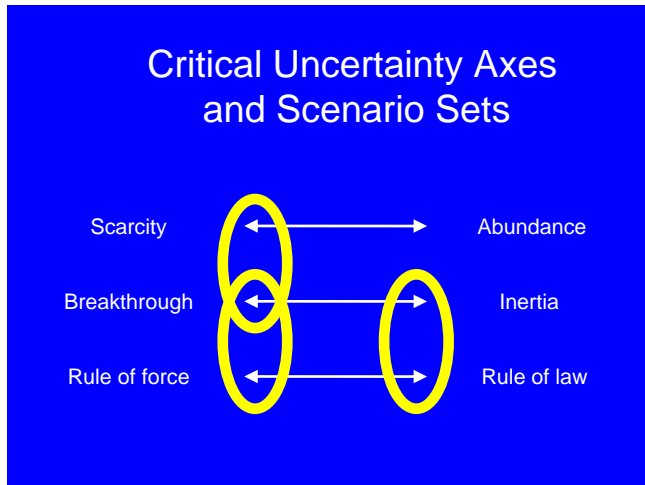 Critical Uncertainty Axes
and Scenario Sets
Scarcity
Abundance
Breakthrough
Inertia
Rule of force
Rule of law